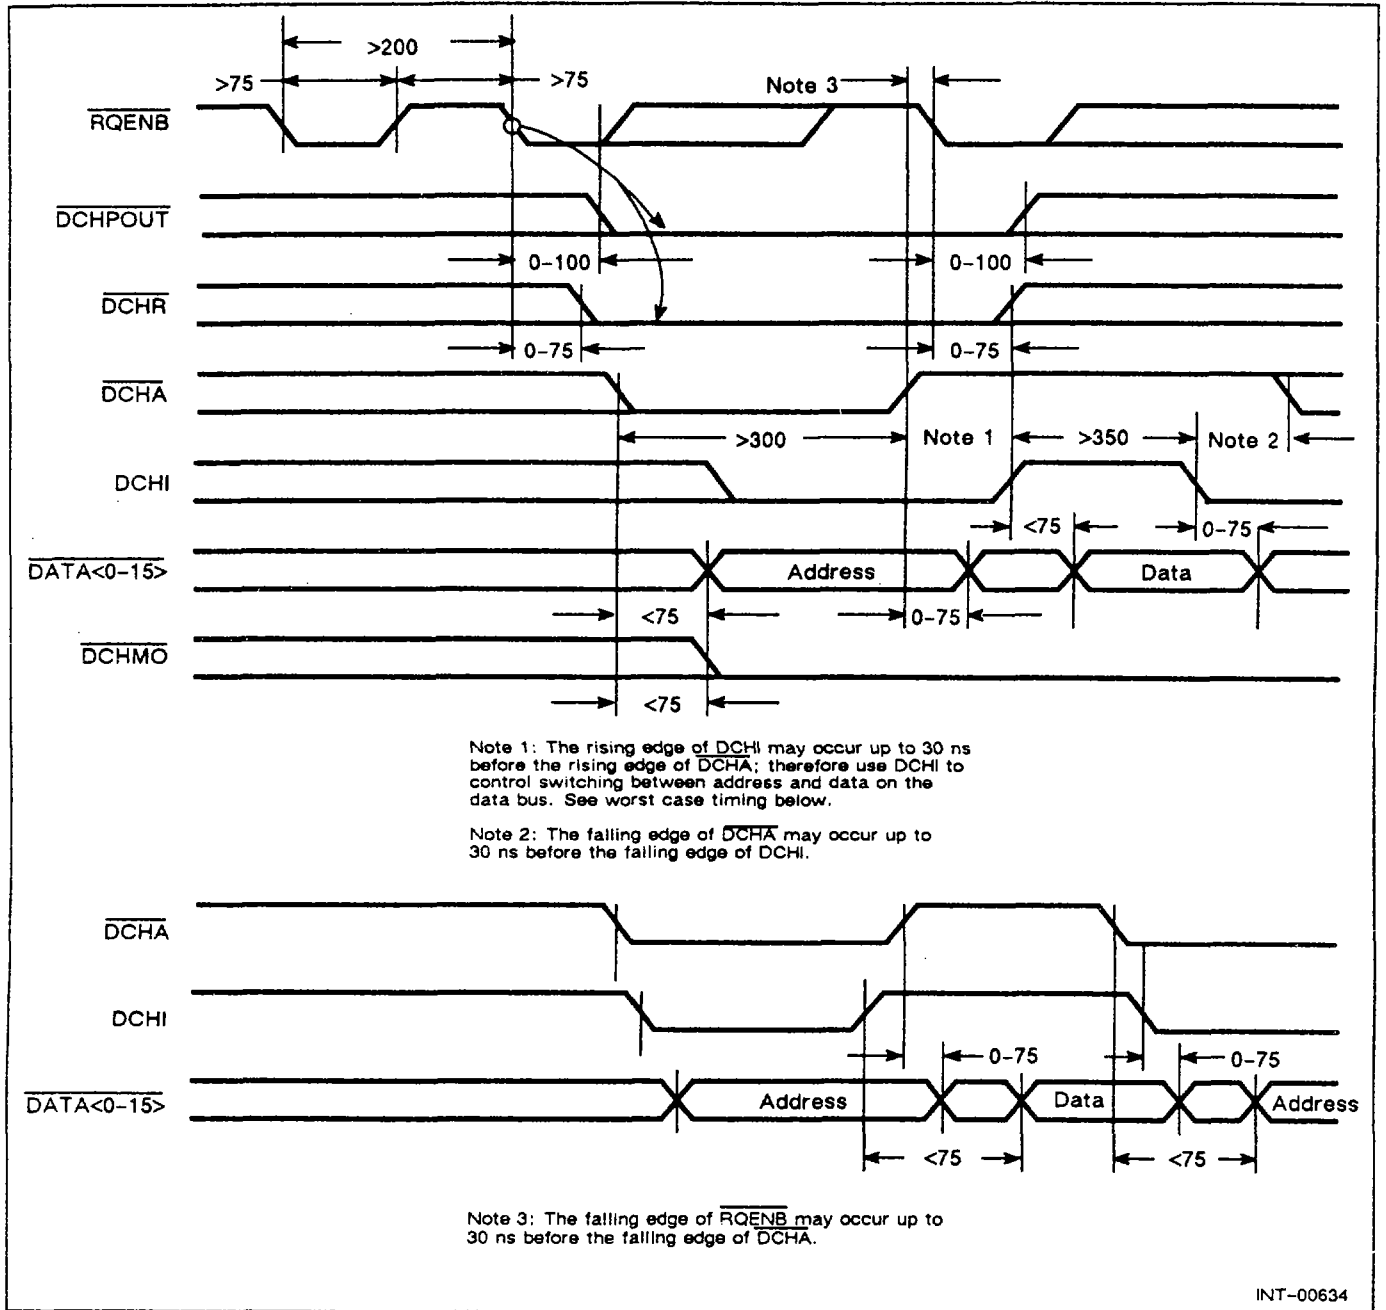 >200
>75
>75
Note 3
RQENB
DCHPOUT
0-100
0-100
DCHR
0-75
0-75
DCHA
>300
Note 1
>350
Note 2
DCHI
<75
0-75
DATA<0-15>
Address
Data
<75
0-75
DCHMO
<75
Note 1: The rising edge of DCHI may occur up to 30 ns
before the rising edge of DCHA; therefore use DCHI to
control switching between address and data on the
data bus. See worst case timing below.
Note 2: The falling edge of DCHA may occur up to
30 ns before the falling edge of DCHI.
DCHA
DCHI
0-75
0-75
DATA<0-15>
Address
Data
Address
<75
<75
Note 3: The falling edge of RQENB may occur up to
30 ns before the falling edge of DCHA.
INT-00634